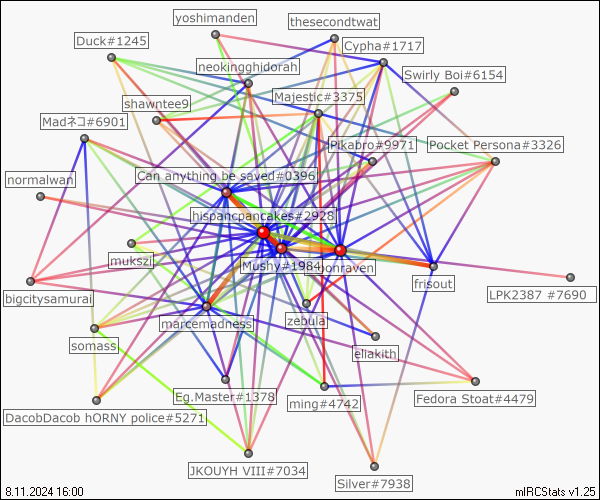 yoshimanden
thesecondtwat
Duck#1245
Cypha#1717
neokingghidorah
Swirly Boi#6154
Majestic#3375
shawntee9
Madネコ#6901
Pikabro#9971
Pocket Persona#3326
Can anything be saved#0396
normalwan
hispancpancakes#2928
mukszi
Mushy#1984
onraven
frisout
LPK2387 #7690
bigcitysamurai
marcemadness
zebula
somass
eliakith
Eg.Master#1378
ming#4742
Fedora Stoat#4479
DacobDacob hORNY police#5271
JKOUYH VIII#7034
Silver#7938
8.11.2024 16:00
mIRCStats v1.25